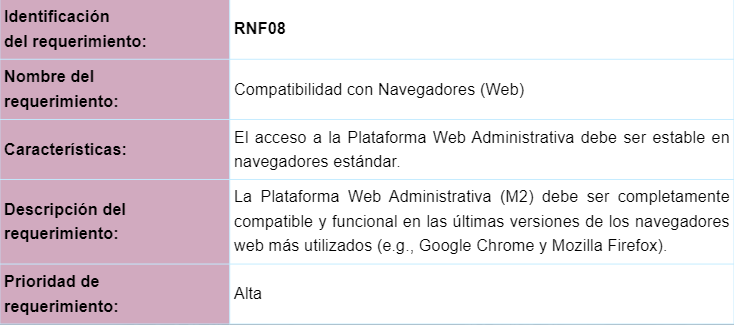 Identificación
del requerimiento:
RNF08
Nombre del
requerimiento:
Compatibilidad con Navegadores (Web)
Características:
El acceso a la Plataforma Web Administrativa debe ser estable en
navegadores estándar.
Descripción del
requerimiento:
La Plataforma Web Administrativa (M2) debe ser completamente
compatible y funcional en las últimas versiones de los navegadores
web más utilizados (e.g., Google Chrome y Mozilla Firefox).
Prioridad de
requerimiento:
Alta